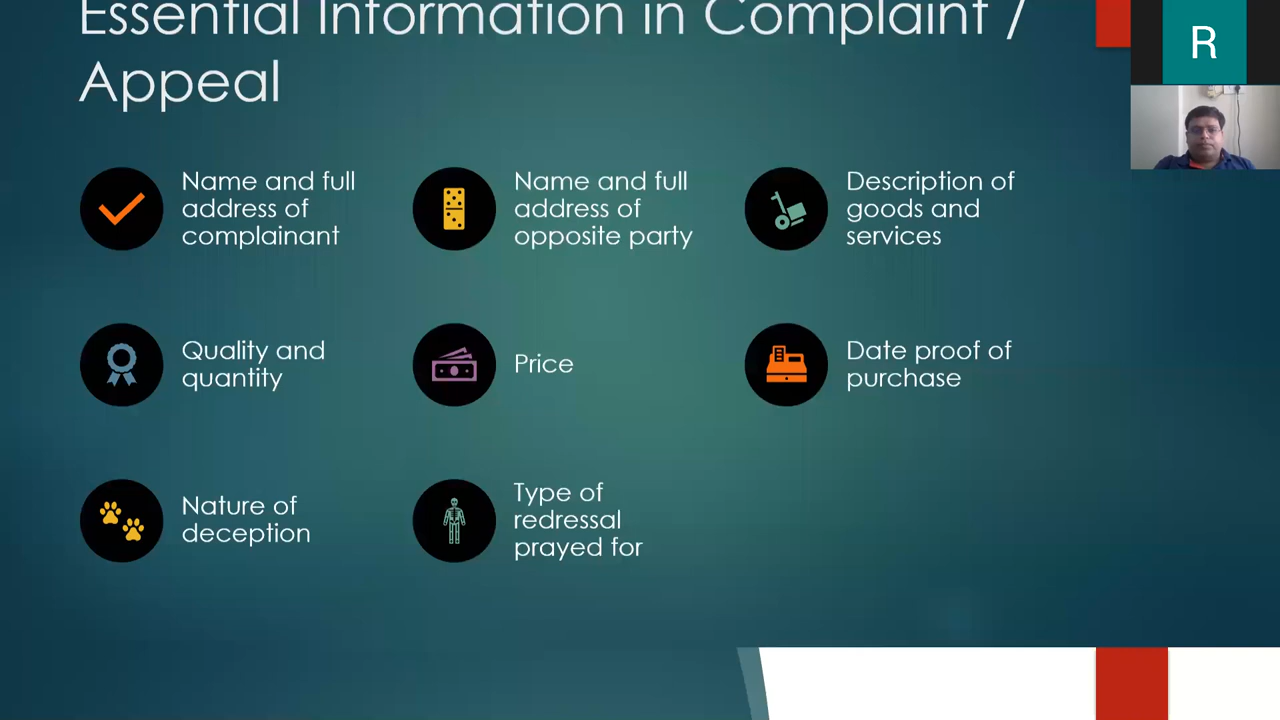 Essential Information in Complaint /
Appeal
Name and full
address of
complainant
Name and full
address of
opposite party
Description of
goods and
services
Quality and
quantity
Price
Date proof of
purchase
Nature of
deception
Type of
redressal
prayed for
R